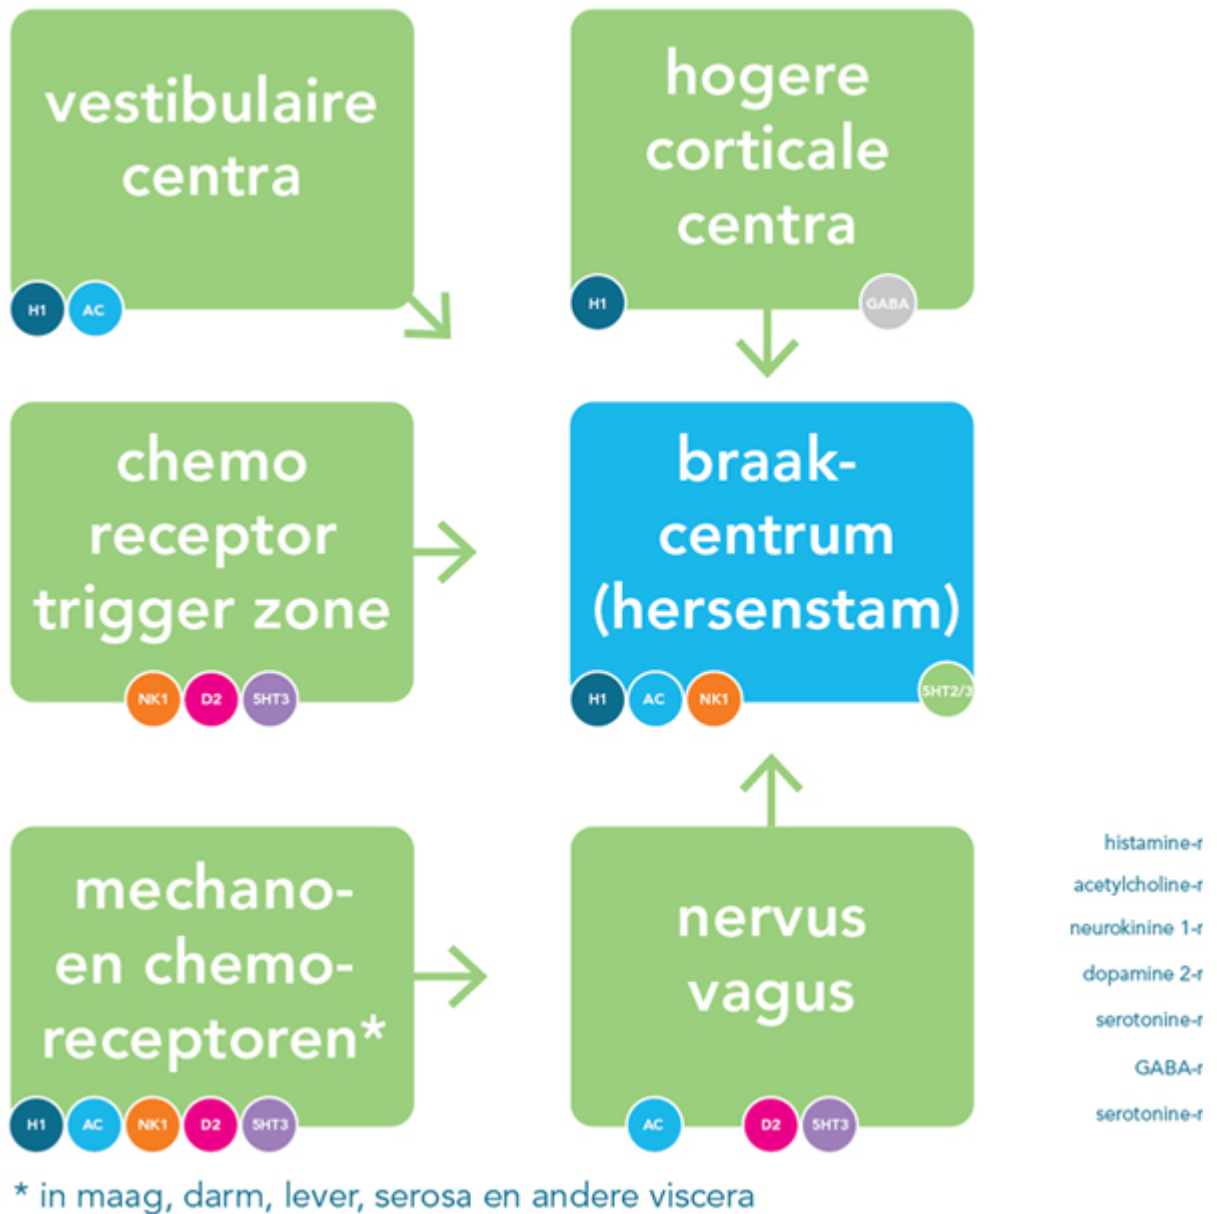 vestibulaire
centra
H1 AC
hogere
corticale
centra
H1 GABA
chemo
receptor
trigger zone
NK1 D2 5HT3
braak-
centrum
(hersenstam)
H1 AC NK1 5HT2/3
mechano-
en chemo-
receptoren*
H1 AC NK1 D2 5HT3
nervus
vagus
AC D2 5HT3
histamine-r
acetylcholine-r
neurokinine 1-r
dopamine 2-r
serotonine-r
GABA-r
serotonine-r
* in maag, darm, lever, serosa en andere viscera